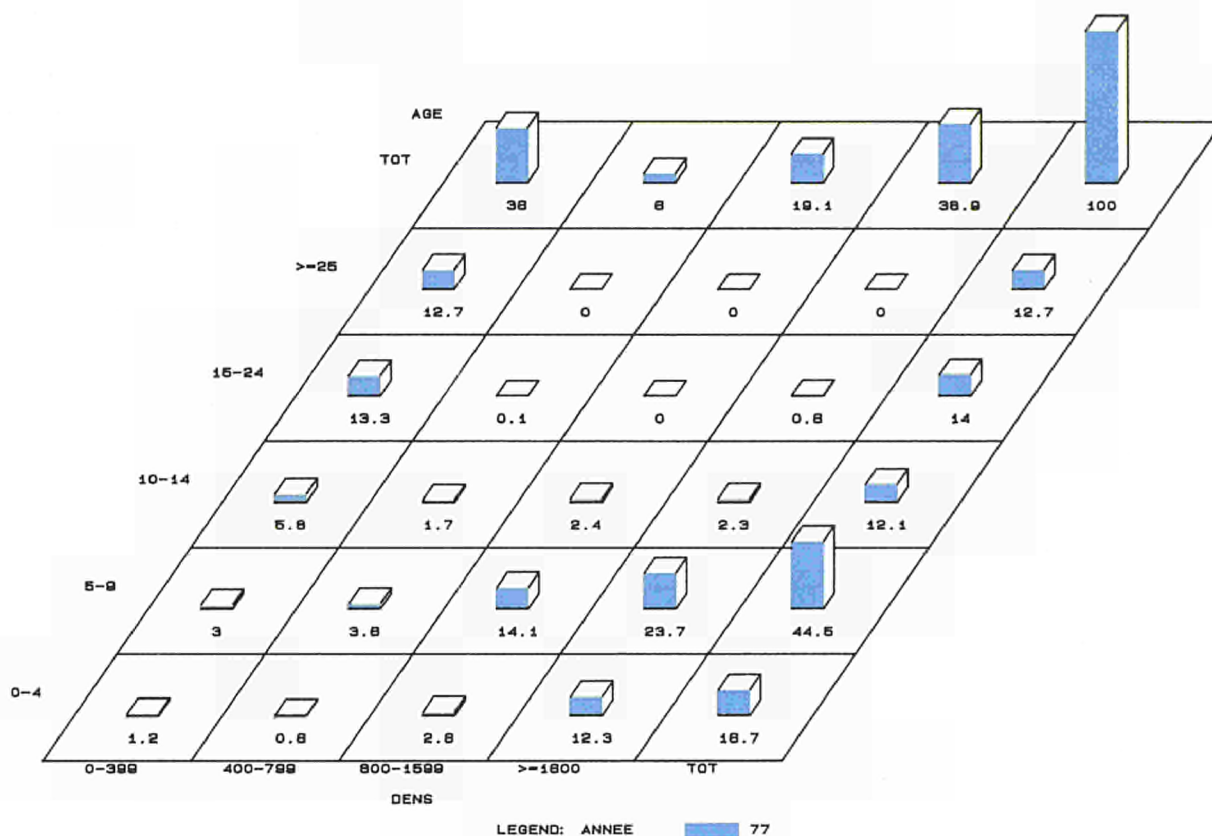 AGE
TOT
36 6 19.1 38.9 100
>=25
12.7 0 0 0 12.7
15-24
13.3 0.1 0 0.6 14
10-14
5.8 1.7 2.4 2.3 12.1
5-9
3 3.6 14.1 23.7 44.5
0-4
1.2 0.6 2.6 12.3 16.7
0-399 400-799 800-1599 >=1600 TOT
DENS
LEGEND: ANNEE 77